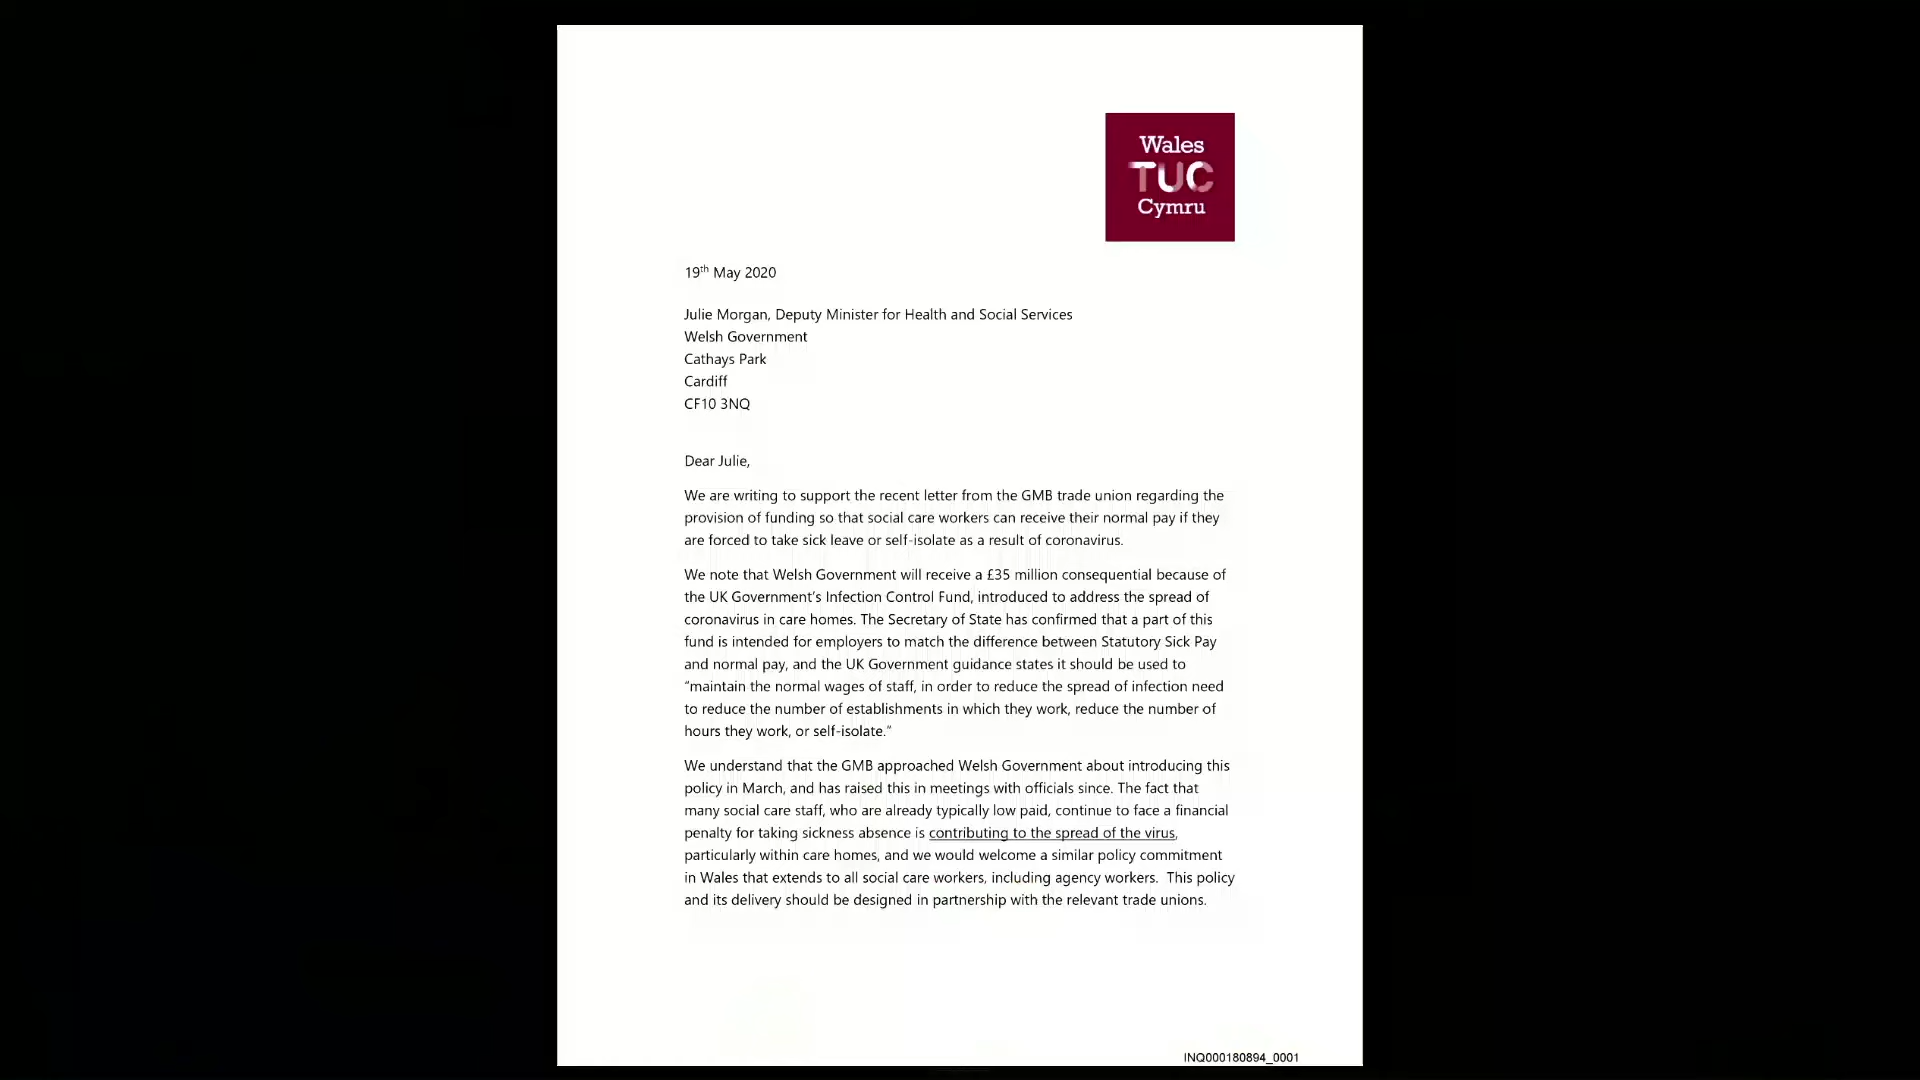 Wales
TUC
Cymru
19th May 2020
Julie Morgan, Deputy Minister for Health and Social Services
Welsh Government
Cathays Park
Cardiff
CF10 3NQ
Dear Julie,
We are writing to support the recent letter from the GMB trade union regarding the
provision of funding so that social care workers can receive their normal pay if they
are forced to take sick leave or self-isolate as a result of coronavirus.
We note that Welsh Government will receive a £35 million consequential because of
the UK Government’s Infection Control Fund, introduced to address the spread of
coronavirus in care homes. The Secretary of State has confirmed that a part of this
fund is intended for employers to match the difference between Statutory Sick Pay
and normal pay, and the UK Government guidance states it should be used to
“maintain the normal wages of staff, in order to reduce the spread of infection need
to reduce the number of establishments in which they work, reduce the number of
hours they work, or self-isolate.”
We understand that the GMB approached Welsh Government about introducing this
policy in March, and has raised this in meetings with officials since. The fact that
many social care staff, who are already typically low paid, continue to face a financial
penalty for taking sickness absence is contributing to the spread of the virus,
particularly within care homes, and we would welcome a similar policy commitment
in Wales that extends to all social care workers, including agency workers.  This policy
and its delivery should be designed in partnership with the relevant trade unions.
INQ000180894_0001